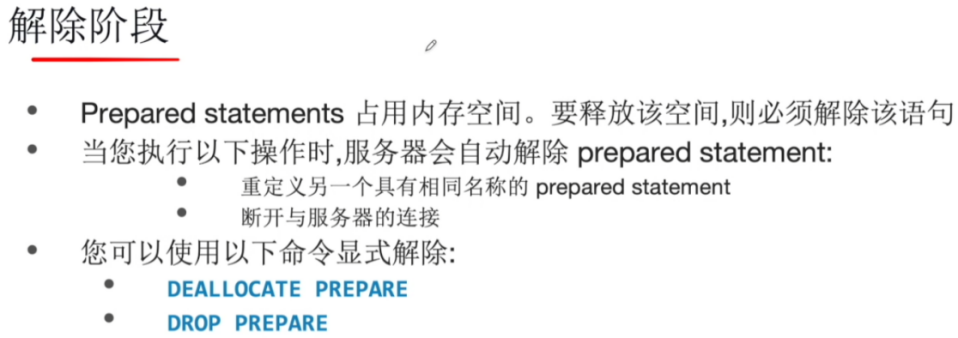 解除阶段
• Prepared statements 占用内存空间。要释放该空间,则必须解除该语句
• 当您执行以下操作时,服务器会自动解除 prepared statement:
• 重定义另一个具有相同名称的 prepared statement
• 断开与服务器的连接
• 您可以使用以下命令显式解除:
• DEALLOCATE PREPARE
• DROP PREPARE